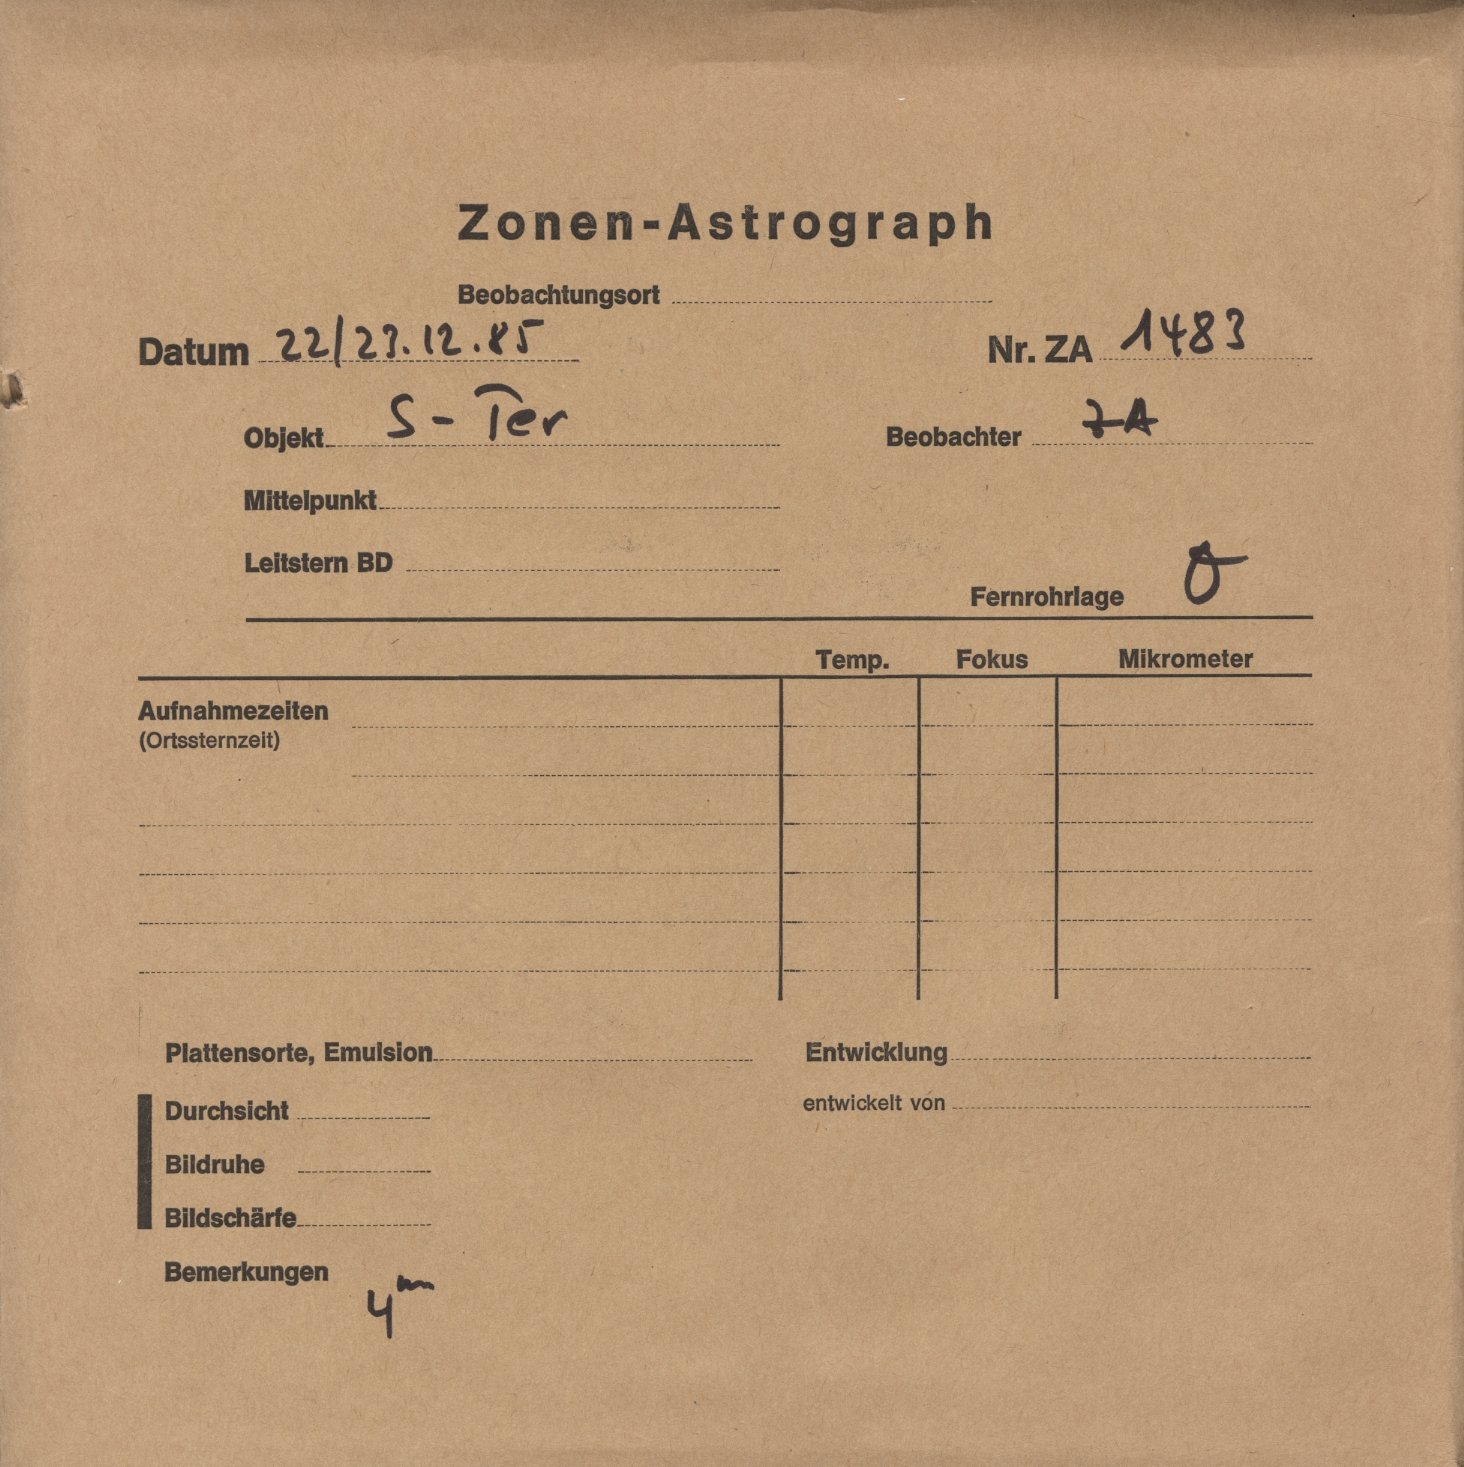 Zonen-Astrograph
Beobachtungsort
Datum 22/23.12.85
Nr. ZA 1483
Objekt S-Ter
Beobachter
Mittelpunkt
Leitstern BD
Fernrohrlage
Temp. Fokus Mikrometer
Aufnahmezeiten
(Ortssternzeit)
Plattensorte, Emulsion
Entwicklung
Durchsicht
entwickelt von
Bildruhe
Bildschärfe
Bemerkungen
4m